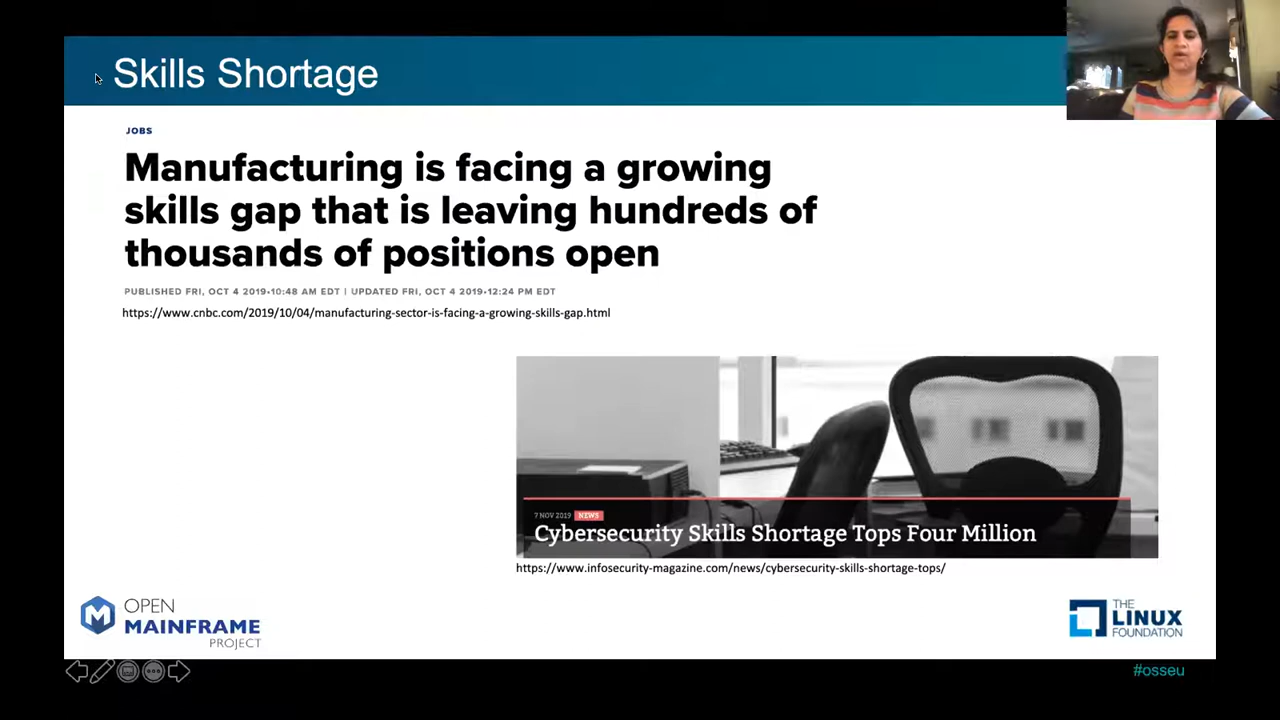 Skills Shortage
JOBS
Manufacturing is facing a growing
skills gap that is leaving hundreds of
thousands of positions open
PUBLISHED FRI, OCT 4 2019•10:48 AM EDT | UPDATED FRI, OCT 4 2019•12:24 PM EDT
https://www.cnbc.com/2019/10/04/manufacturing-sector-is-facing-a-growing-skills-gap.html
7 NOV 2019 NEWS
Cybersecurity Skills Shortage Tops Four Million
https://www.infosecurity-magazine.com/news/cybersecurity-skills-shortage-tops/
OPEN
MAINFRAME
PROJECT
THE
LINUX
FOUNDATION
#osseu